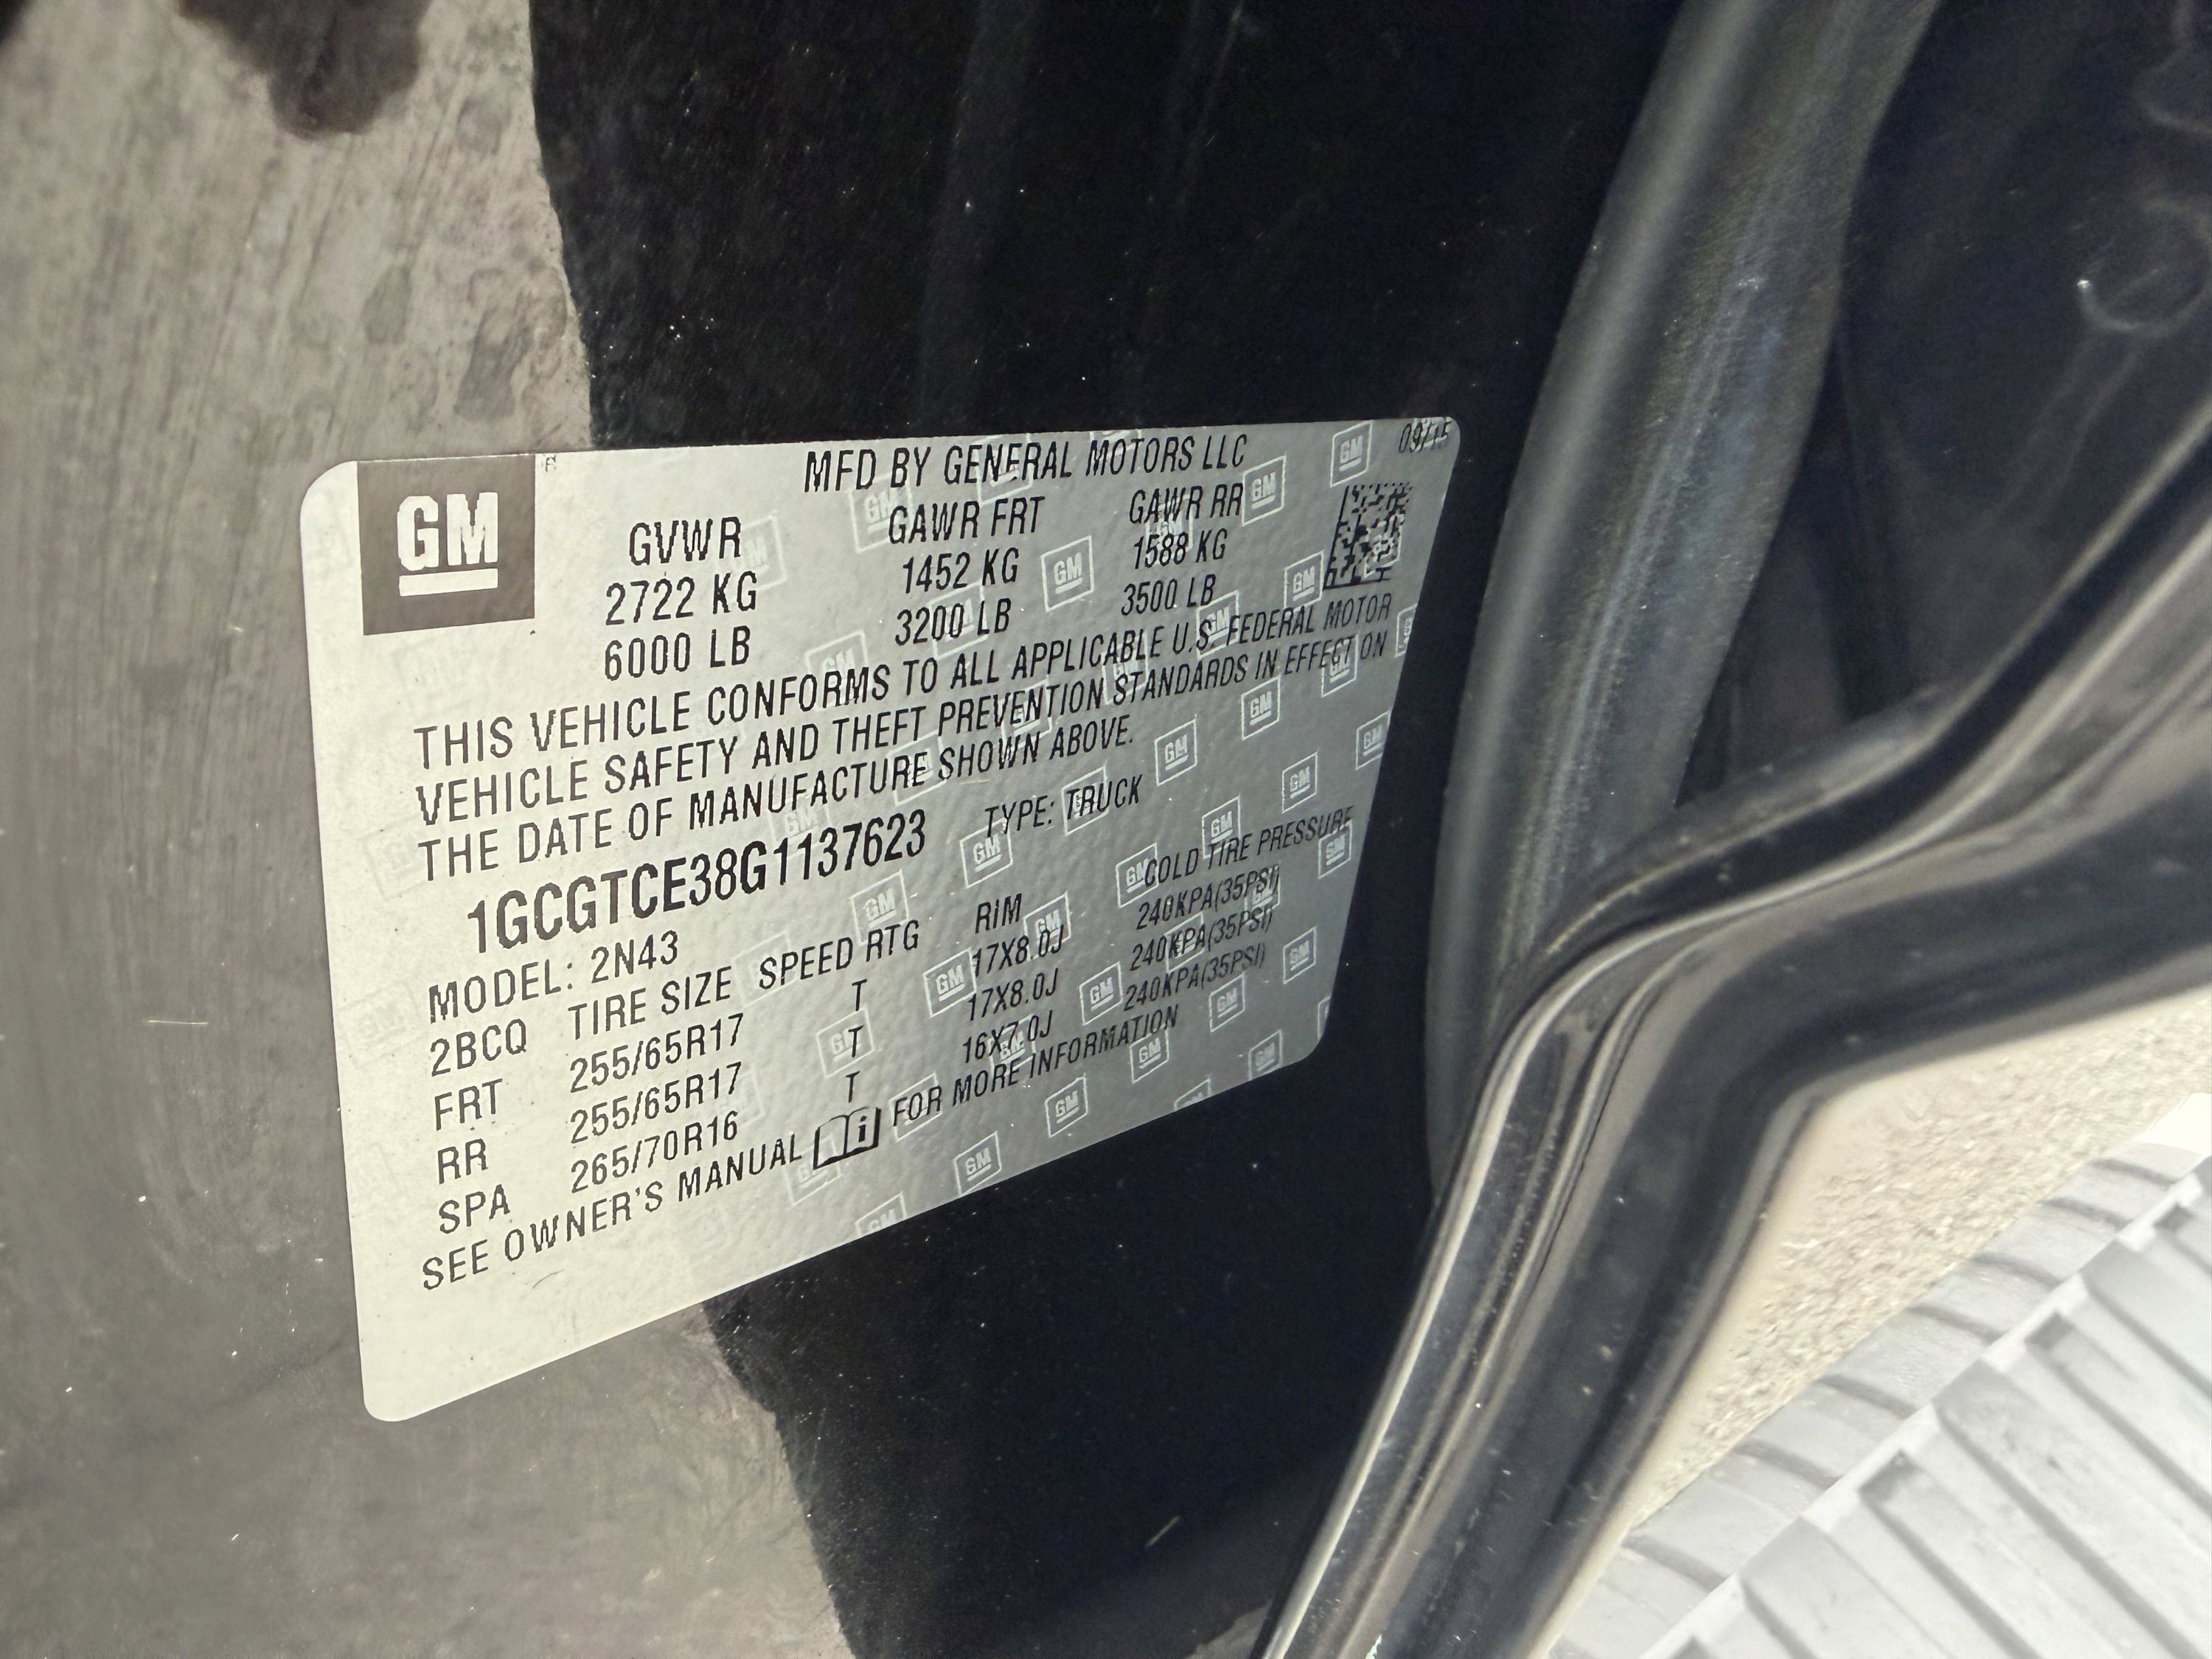 GM
MFD BY GENERAL MOTORS LLC 09/15
GVWR GAWR FRT GAWR RR
2722 KG 1452 KG 1588 KG
6000 LB 3200 LB 3500 LB
THIS VEHICLE CONFORMS TO ALL APPLICABLE U.S. FEDERAL MOTOR
VEHICLE SAFETY AND THEFT PREVENTION STANDARDS IN EFFECT ON
THE DATE OF MANUFACTURE SHOWN ABOVE.
1GCGTCE38G1137623 TYPE: TRUCK
MODEL: 2N43
2BCQ TIRE SIZE SPEED RTG RIM COLD TIRE PRESSURE
FRT 255/65R17 T 17X8.0J 240KPA(35PSI)
RR 255/65R17 T 17X8.0J 240KPA(35PSI)
SPA 265/70R16 T 16X7.0J 240KPA(35PSI)
SEE OWNER'S MANUAL FOR MORE INFORMATION